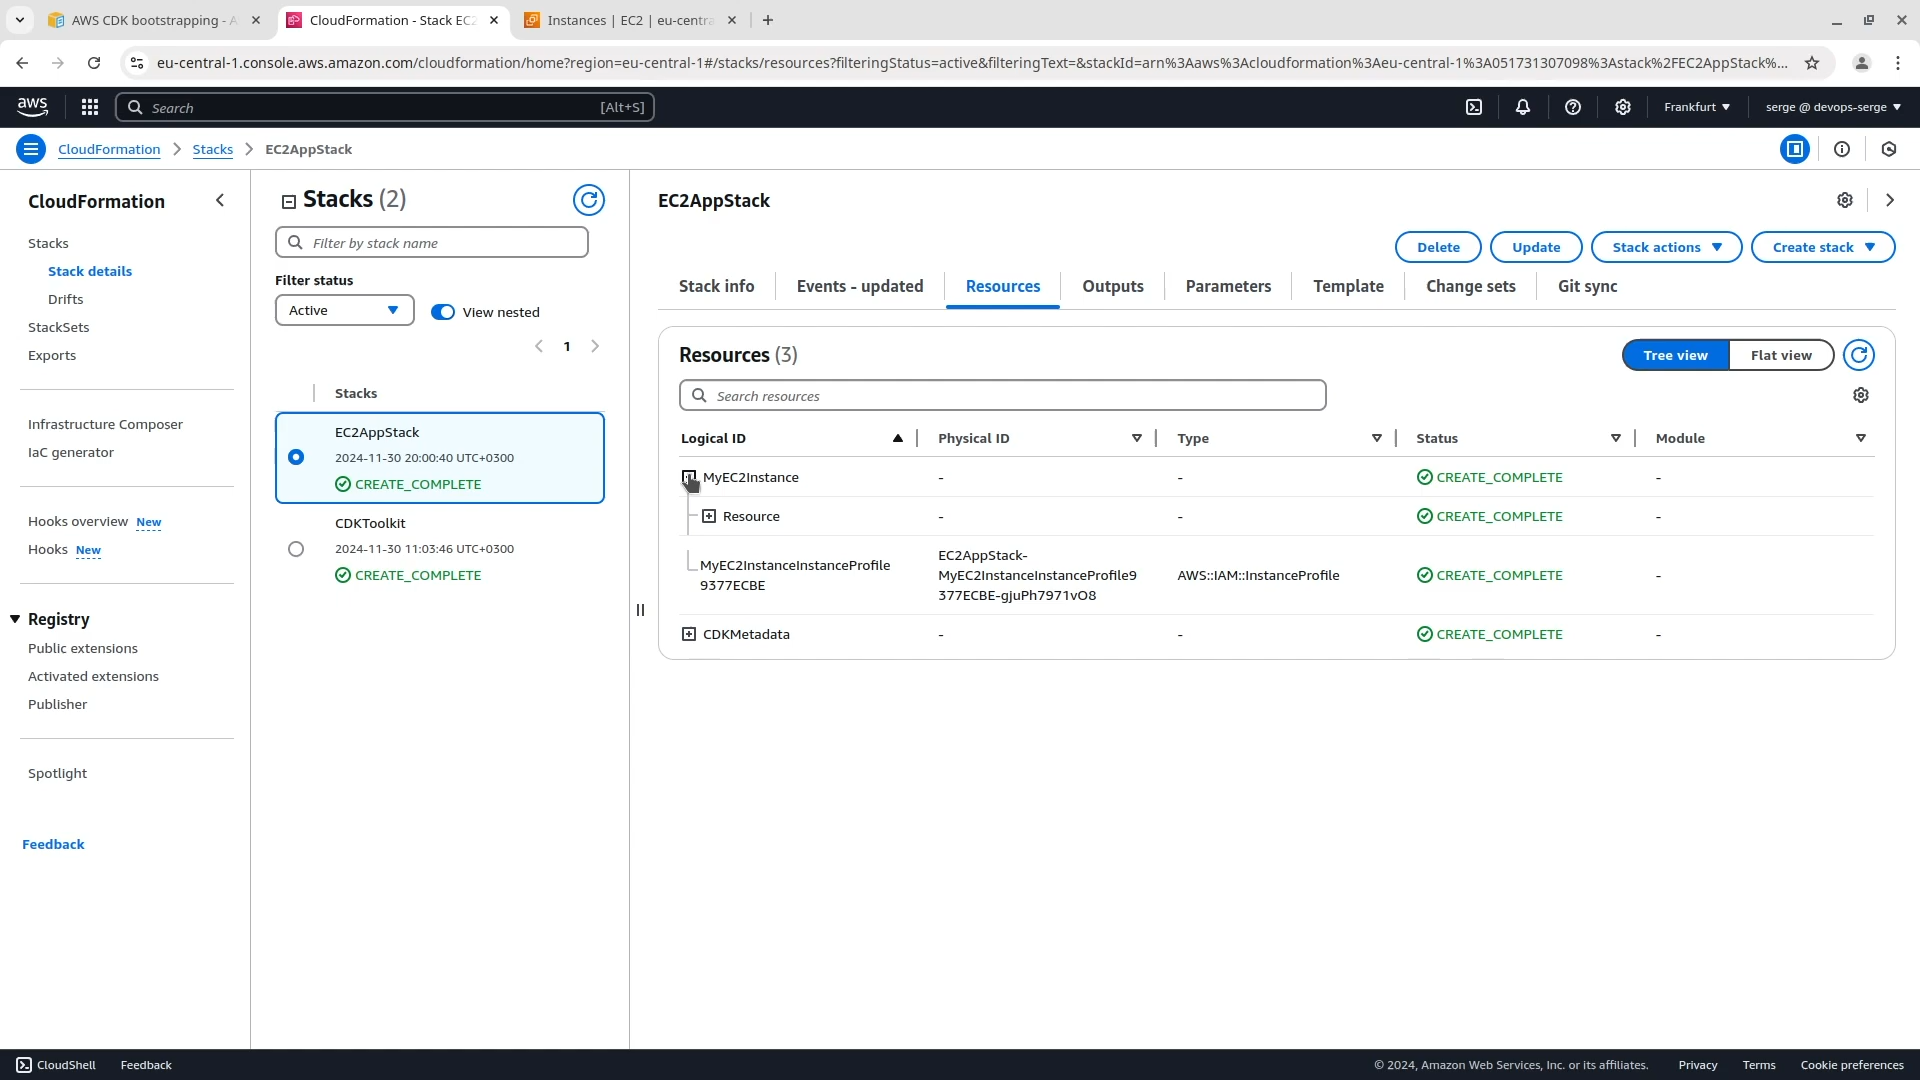 AWS CDK bootstrapping - A
CloudFormation - Stack EC2
Instances | EC2 | eu-centra
eu-central-1.console.aws.amazon.com/cloudformation/home?region=eu-central-1#/stacks/resources?filteringStatus=active&filteringText=&stackId=arn%3Aaws%3Acloudformation%3Aeu-central-1%3A051731307098%3Astack%2FEC2AppStack%...
aws
Search
[Alt+S]
Frankfurt
serge @ devops-serge
CloudFormation
Stacks
EC2AppStack
CloudFormation
Stacks
Stack details
Drifts
StackSets
Exports
Infrastructure Composer
IaC generator
Hooks overview New
Hooks New
Registry
Public extensions
Activated extensions
Publisher
Spotlight
Feedback
Stacks (2)
Filter by stack name
Filter status
Active
View nested
1
Stacks
EC2AppStack
2024-11-30 20:00:40 UTC+0300
CREATE_COMPLETE
CDKToolkit
2024-11-30 11:03:46 UTC+0300
CREATE_COMPLETE
EC2AppStack
Delete
Update
Stack actions
Create stack
Stack info
Events - updated
Resources
Outputs
Parameters
Template
Change sets
Git sync
Resources (3)
Tree view
Flat view
Search resources
Logical ID
Physical ID
Type
Status
Module
MyEC2Instance
-
-
CREATE_COMPLETE
-
Resource
-
-
CREATE_COMPLETE
-
MyEC2InstanceInstanceProfile
9377ECBE
EC2AppStack-
MyEC2InstanceInstanceProfile9
377ECBE-gjuPh7971vO8
AWS::IAM::InstanceProfile
CREATE_COMPLETE
-
CDKMetadata
-
-
CREATE_COMPLETE
-
CloudShell
Feedback
© 2024, Amazon Web Services, Inc. or its affiliates.
Privacy
Terms
Cookie preferences